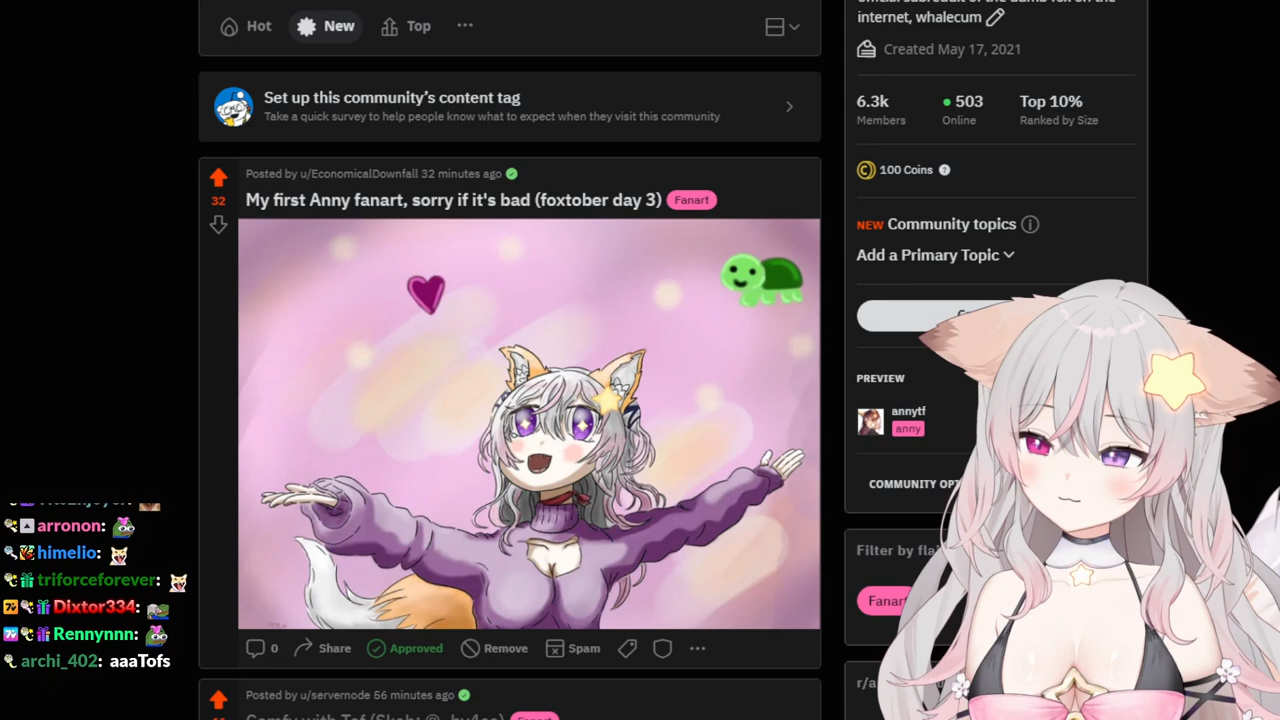 Hot
New
Top
Set up this community's content tag
Take a quick survey to help people know what to expect when they visit this community
Posted by u/EconomicalDownfall 32 minutes ago
32
My first Anny fanart, sorry if it's bad (foxtober day 3) Fanart
0
Share
Approved
Remove
Spam
Posted by u/servernode 56 minutes ago
internet, whalecum
Created May 17, 2021
6.3k
Members
503
Online
Top 10%
Ranked by Size
100 Coins
NEW Community topics
Add a Primary Topic
PREVIEW
annytf
anny
COMMUNITY
Filter by
Fanart
arronon:
himelio:
triforceforever:
Dixtor334:
Rennynnn:
archi_402: aaaTofs